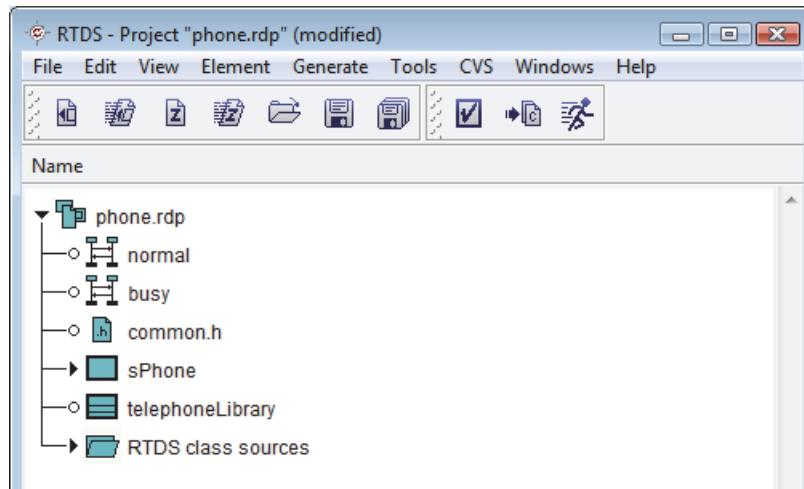 RTDS - Project "phone.rdp" (modified)
File Edit View Element Generate Tools CVS Windows Help
Name
phone.rdp
normal
busy
.h common.h
sPhone
telephoneLibrary
RTDS class sources